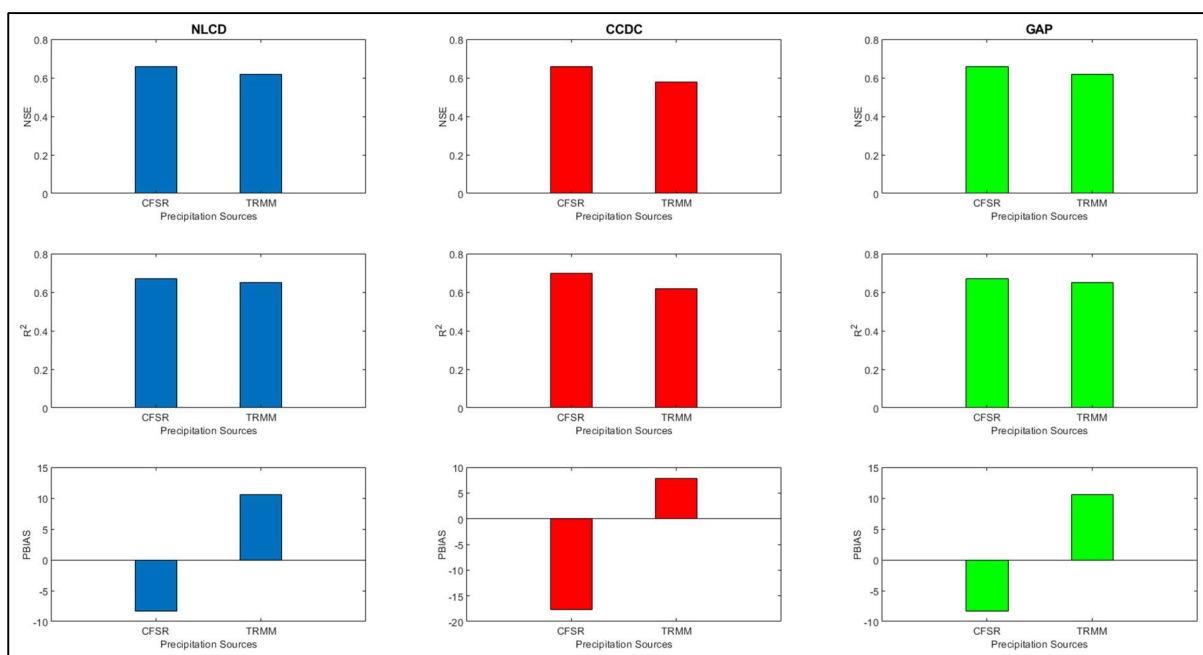 NLCD
0.8
0.6
0.4
0.2
0
NSE
CFSR TRMM
Precipitation Sources
CCDC
0.8
0.6
0.4
0.2
0
NSE
CFSR TRMM
Precipitation Sources
GAP
0.8
0.6
0.4
0.2
0
NSE
CFSR TRMM
Precipitation Sources
0.8
0.6
0.4
0.2
0
R²
CFSR TRMM
Precipitation Sources
0.8
0.6
0.4
0.2
0
R²
CFSR TRMM
Precipitation Sources
0.8
0.6
0.4
0.2
0
R²
CFSR TRMM
Precipitation Sources
15
10
5
0
-5
-10
PBIAS
CFSR TRMM
Precipitation Sources
10
5
0
-5
-10
-15
-20
PBIAS
CFSR TRMM
Precipitation Sources
15
10
5
0
-5
-10
PBIAS
CFSR TRMM
Precipitation Sources